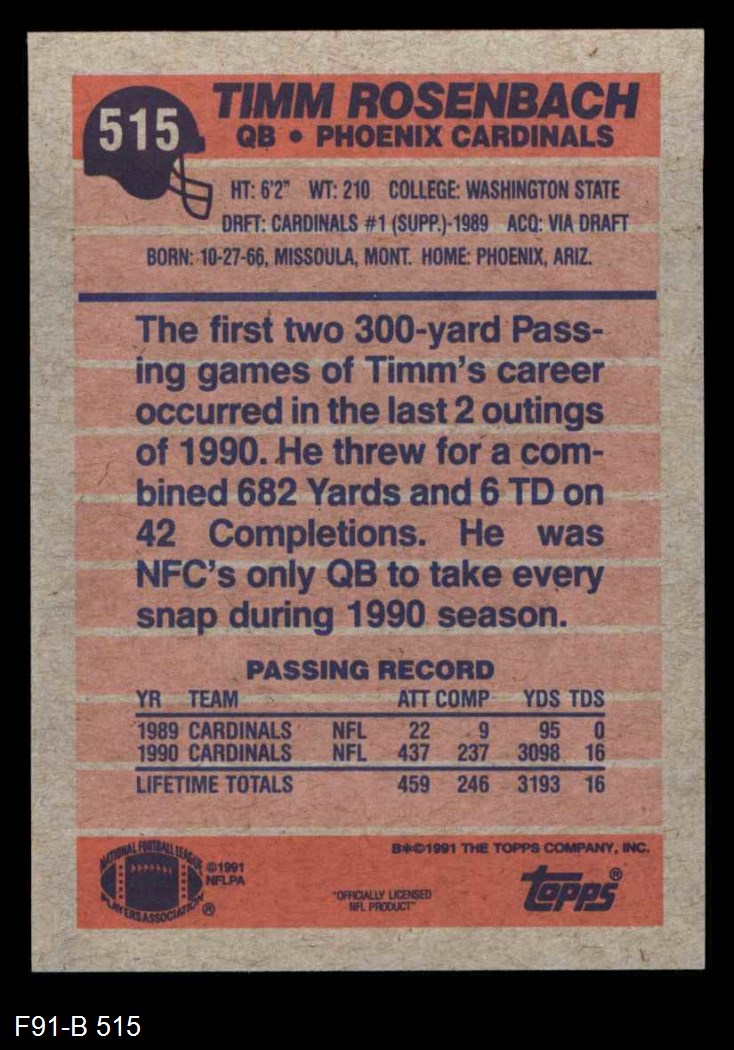 515
TIMM ROSENBACH
QB • PHOENIX CARDINALS
HT: 6'2" WT: 210 COLLEGE: WASHINGTON STATE
DRFT: CARDINALS #1 (SUPP.)-1989 ACQ: VIA DRAFT
BORN: 10-27-66, MISSOULA, MONT. HOME: PHOENIX, ARIZ.
The first two 300-yard Pass-
ing games of Timm's career
occurred in the last 2 outings
of 1990. He threw for a com-
bined 682 Yards and 6 TD on
42 Completions. He was
NFC's only QB to take every
snap during 1990 season.
PASSING RECORD
YR TEAM ATT COMP YDS TDS
1989 CARDINALS NFL 22 9 95 0
1990 CARDINALS NFL 437 237 3098 16
LIFETIME TOTALS 459 246 3193 16
NATIONAL FOOTBALL LEAGUE
PLAYERS ASSOCIATION ®
©1991
NFLPA
B*©1991 THE TOPPS COMPANY, INC.
"OFFICIALLY LICENSED
NFL PRODUCT"
topps®
F91-B 515